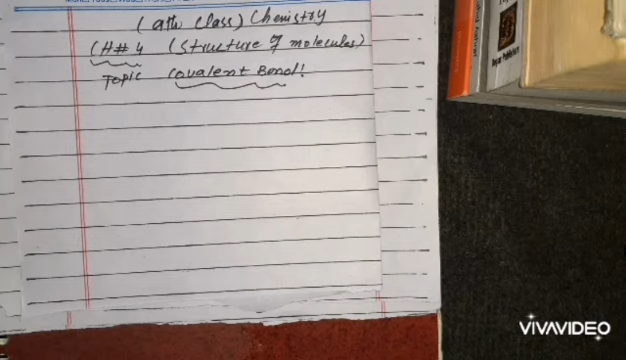 (9th class) Chemistry
CH# 4 (Structure of molecules)
Topic Covalent Bond!
VIVAVIDEO